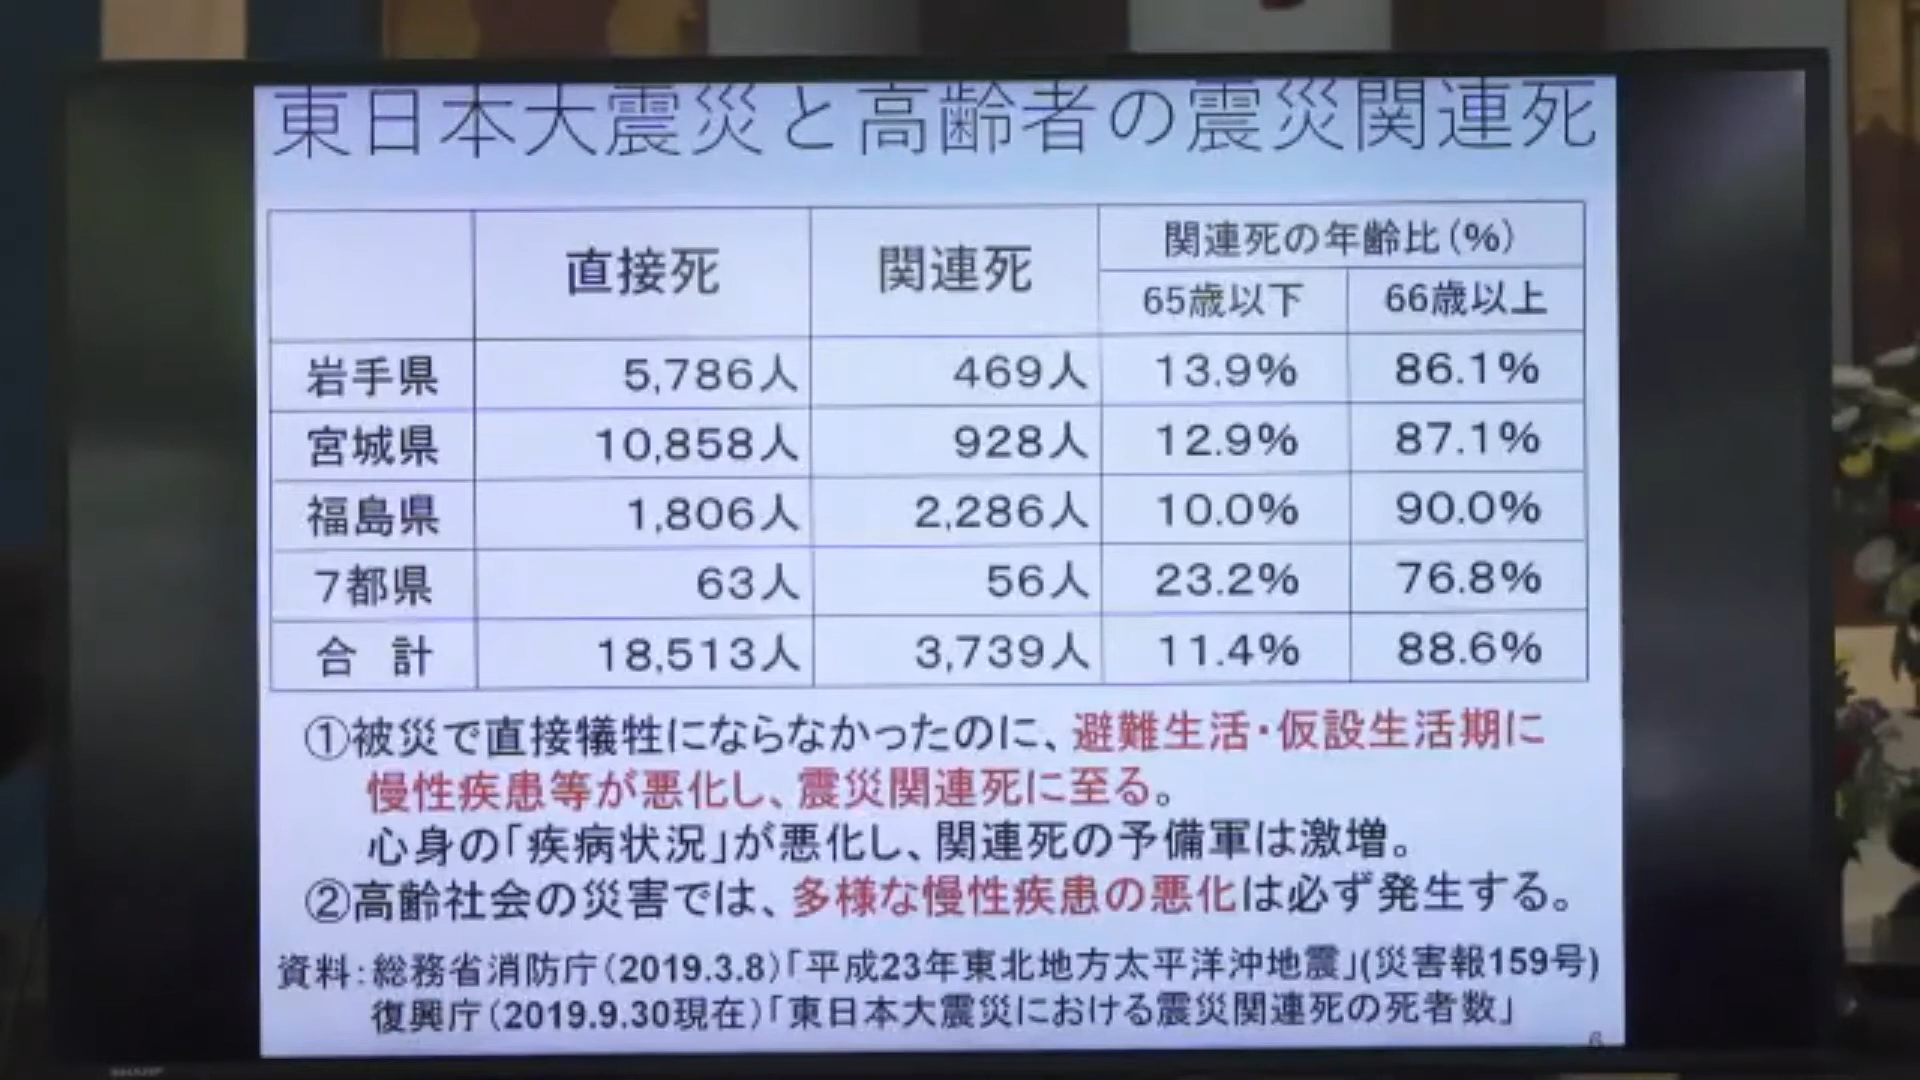 東日本大震災と高齢者の震災関連死
直接死 関連死 関連死の年齢比(%)
65歳以下 66歳以上
岩手県 5,786人 469人 13.9% 86.1%
宮城県 10,858人 928人 12.9% 87.1%
福島県 1,806人 2,286人 10.0% 90.0%
7都県 63人 56人 23.2% 76.8%
合 計 18,513人 3,739人 11.4% 88.6%
①被災で直接犠牲にならなかったのに、避難生活・仮設生活期に
慢性疾患等が悪化し、震災関連死に至る。
心身の「疾病状況」が悪化し、関連死の予備軍は激増。
②高齢社会の災害では、多様な慢性疾患の悪化は必ず発生する。
資料:総務省消防庁(2019.3.8)「平成23年東北地方太平洋沖地震」(災害報159号)
復興庁(2019.9.30現在)「東日本大震災における震災関連死の死者数」
6
SHARP